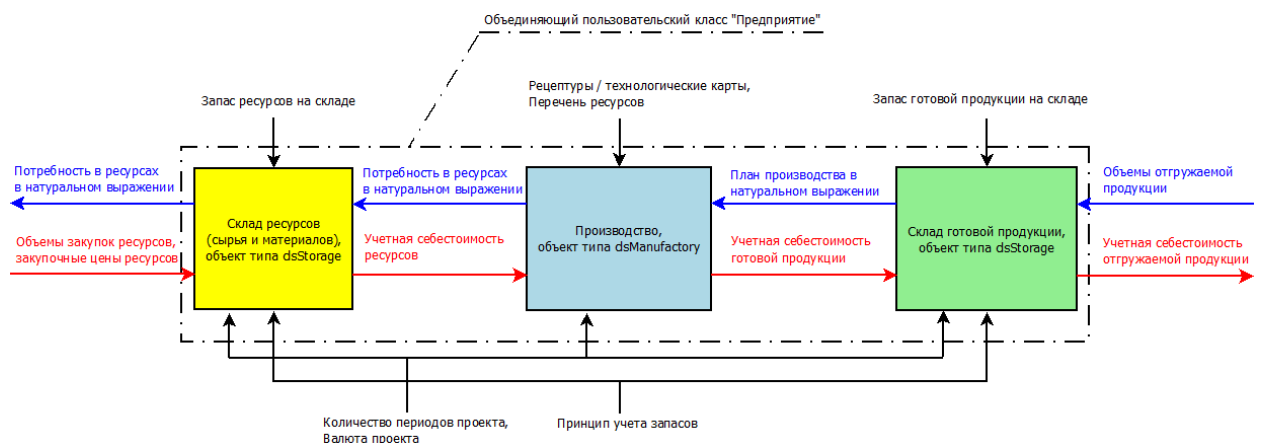 Объединяющий пользовательский класс "Предприятие"
Запас ресурсов на складе
Рецептуры / технологические карты,
Перечень ресурсов
Запас готовой продукции на складе
Потребность в ресурсах
в натуральном выражении
Объемы закупок ресурсов,
закупочные цены ресурсов
Склад ресурсов
(сырья и материалов),
объект типа dsStorage
Потребность в ресурсах
в натуральном выражении
Учетная себестоимость
ресурсов
Производство,
объект типа dsManufactory
План производства в
натуральном выражении
Учетная себестоимость
готовой продукции
Склад готовой продукции,
объект типа dsStorage
Объемы отгружаемой
продукции
Учетная себестоимость
отгружаемой продукции
Количество периодов проекта,
Валюта проекта
Принцип учета запасов